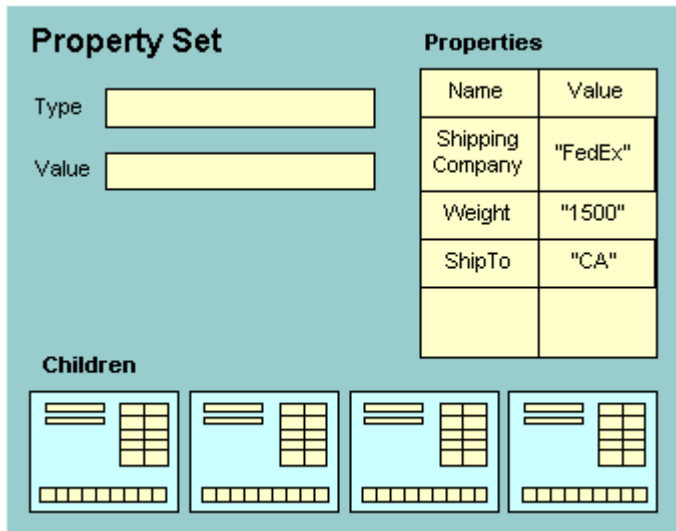 Property Set
Type
Value
Properties
Name Value
Shipping
Company
"FedEx"
Weight "1500"
ShipTo "CA"
Children